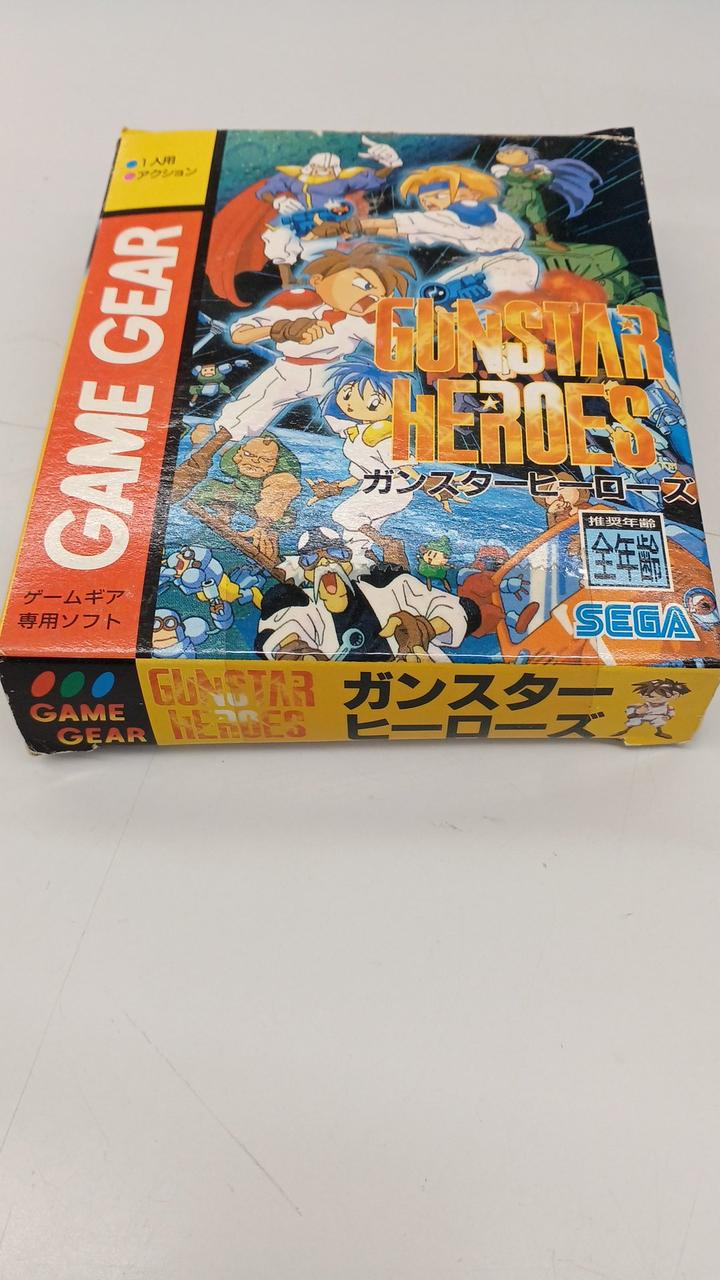 1人用
アクション
GAME GEAR
ゲームギア
専用ソフト
GUNSTAR
HEROES
ガンスターヒーローズ
推奨年齢
全年齢
SEGA
GAME
GEAR
GUNSTAR
HEROES
ガンスター
ヒーローズ